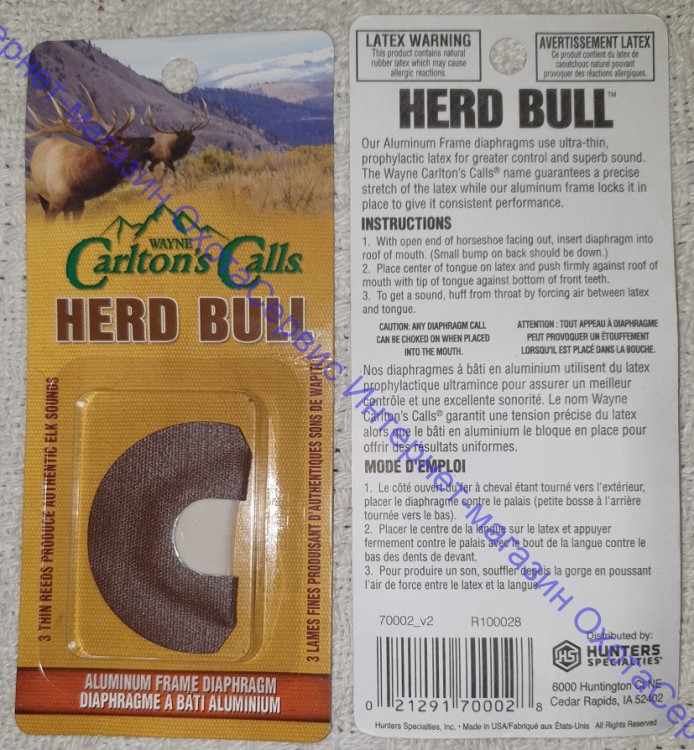 WAYNE
Carlton's Calls
HERD BULL
3 THIN REEDS PRODUCE AUTHENTIC ELK SOUNDS
3 LAMES FINES PRODUISANT D'AUTHENTIQUES SONS DE WAPITI
ALUMINUM FRAME DIAPHRAGM
DIAPHRAGME À BÂTI ALUMINIUM
LATEX WARNING
This product contains natural
rubber latex which may cause
allergic reactions.
AVERTISSEMENT LATEX
Ce produit contient du latex de
caoutchouc naturel pouvant
provoquer des réactions allergiques.
HERD BULL™
Our Aluminum Frame diaphragms use ultra-thin,
prophylactic latex for greater control and superb sound.
The Wayne Carlton's Calls® name guarantees a precise
stretch of the latex while our aluminum frame locks it in
place to give it consistent performance.
INSTRUCTIONS
1. With open end of horseshoe facing out, insert diaphragm into
roof of mouth. (Small bump on back should be down.)
2. Place center of tongue on latex and push firmly against roof of
mouth with tip of tongue against bottom of front teeth.
3. To get a sound, huff from throat by forcing air between latex
and tongue.
CAUTION: ANY DIAPHRAGM CALL
CAN BE CHOKED ON WHEN PLACED
INTO THE MOUTH.
ATTENTION : TOUT APPEAU À DIAPHRAGME
PEUT PROVOQUER UN ÉTOUFFEMENT
LORSQU'IL EST PLACÉ DANS LA BOUCHE.
Nos diaphragmes à bâti en aluminium utilisent du latex
prophylactique ultramince pour assurer un meilleur
contrôle et une excellente sonorité. Le nom Wayne
Carlton's Calls® garantit une tension précise du latex
alors que le bâti en aluminium le bloque en place pour
offrir des résultats uniformes.
MODE D'EMPLOI
1. Le côté ouvert du fer à cheval étant tourné vers l'extérieur,
placer le diaphragme contre le palais (petite bosse à l'arrière
tournée vers le bas).
2. Placer le centre de la langue sur le latex et appuyer
fermement contre le palais avec le bout de la langue contre le
bas des dents de devant.
3. Pour produire un son, souffler depuis la gorge en poussant
l'air de force entre le latex et la langue.
70002_v2 R100028
0 21291 70002 8
Distributed by:
HS HUNTERS
SPECIALTIES®
6000 Huntington Ct NE
Cedar Rapids, IA 52402
Hunters Specialties, Inc. • Made in USA/Fabriqué aux États-Unis All Rights Reserved
Интернет-магазин ОхотаСервис Интернет-магазин ОхотаСер